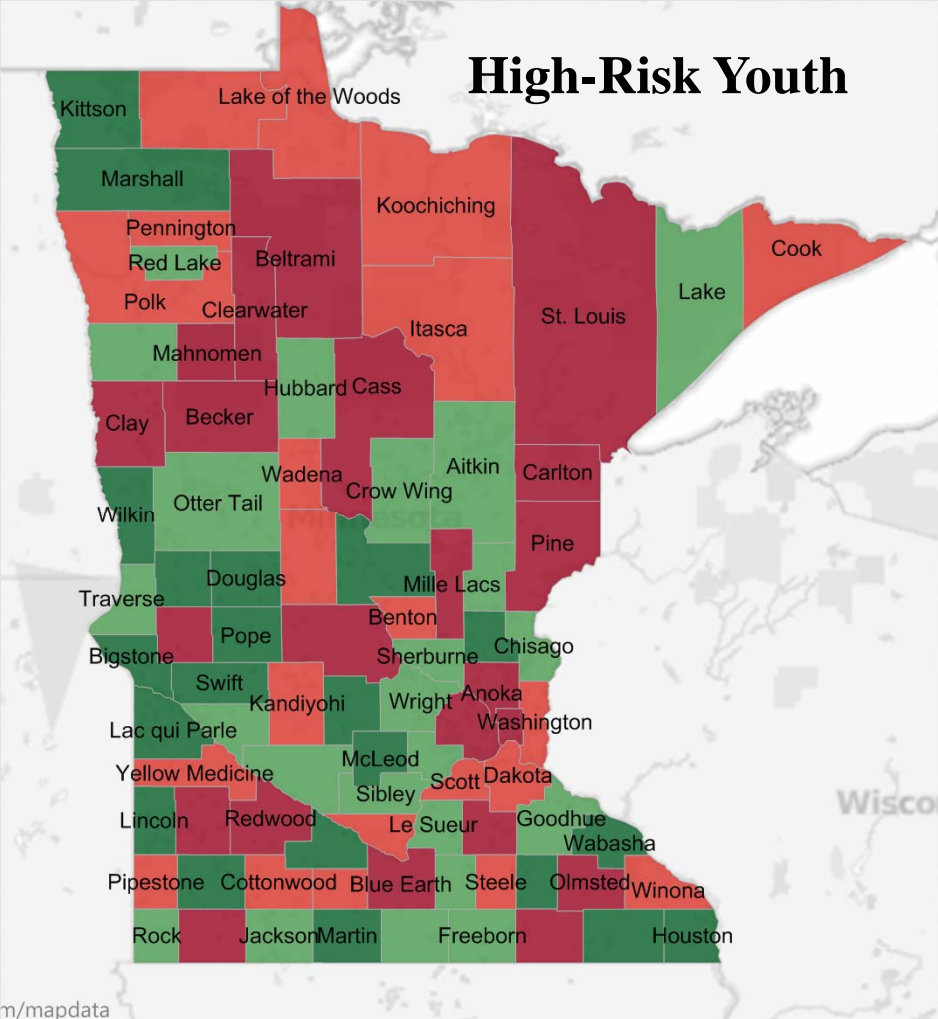 High-Risk Youth
Lake of the Woods
Kittson
Marshall
Koochiching
Pennington
Cook
Beltrami
Red Lake
Lake
Polk
Clearwater
St. Louis
Itasca
Mahnomen
Hubbard
Cass
Becker
Clay
Aitkin
Wadena
Carlton
Crow Wing
Otter Tail
Wilkin
Minnesota
Pine
Douglas
Mille Lacs
Traverse
Benton
Pope
Chisago
Bigstone
Sherburne
Swift
Anoka
Wright
Kandiyohi
Washington
Lac qui Parle
McLeod
Yellow Medicine
Dakota
Scott
Sibley
Wisco
Lincoln
Redwood
Goodhue
Le Sueur
Wabasha
Pipestone
Cottonwood
Blue Earth
Steele
Olmsted
Winona
Rock
Jackson
Martin
Freeborn
Houston
m/mapdata